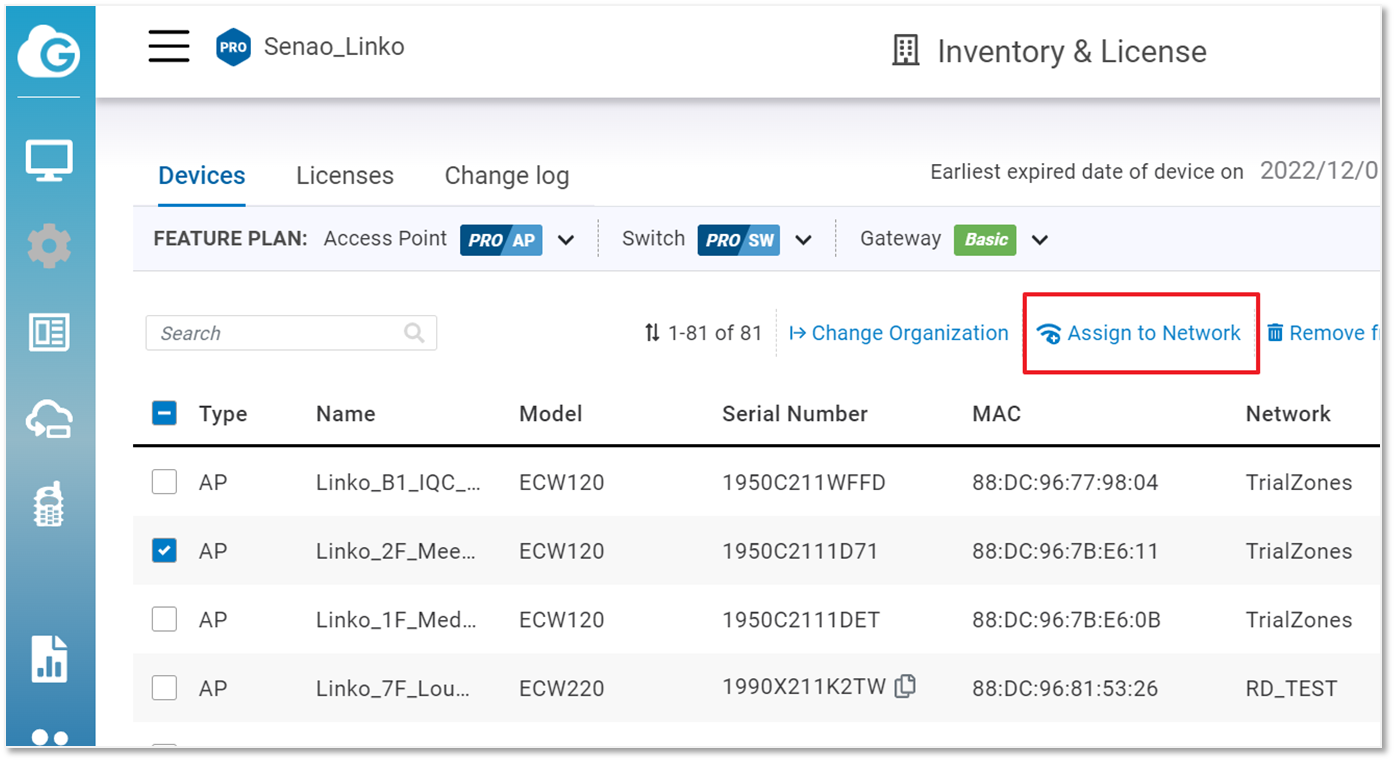 G
PRO Senao_Linko
Inventory & License
Devices Licenses Change log
Earliest expired date of device on 2022/12/0
FEATURE PLAN: Access Point PRO AP Switch PRO SW Gateway Basic
Search 1-81 of 81 Change Organization Assign to Network Remove f
Type Name Model Serial Number MAC Network
AP Linko_B1_IQC_... ECW120 1950C211WFFD 88:DC:96:77:98:04 TrialZones
AP Linko_2F_Mee... ECW120 1950C2111D71 88:DC:96:7B:E6:11 TrialZones
AP Linko_1F_Med... ECW120 1950C2111DET 88:DC:96:7B:E6:0B TrialZones
AP Linko_7F_Lou... ECW220 1990X211K2TW 88:DC:96:81:53:26 RD_TEST